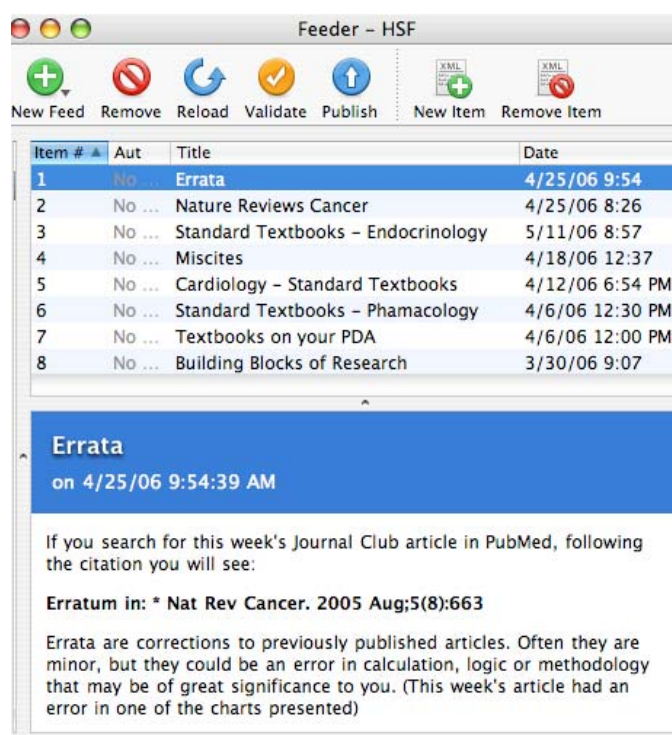 Feeder – HSF
New Feed Remove Reload Validate Publish New Item Remove Item
Item # Aut Title Date
1 No ... Errata 4/25/06 9:54
2 No ... Nature Reviews Cancer 4/25/06 8:26
3 No ... Standard Textbooks – Endocrinology 5/11/06 8:57
4 No ... Miscites 4/18/06 12:37
5 No ... Cardiology – Standard Textbooks 4/12/06 6:54 PM
6 No ... Standard Textbooks – Phamacology 4/6/06 12:30 PM
7 No ... Textbooks on your PDA 4/6/06 12:00 PM
8 No ... Building Blocks of Research 3/30/06 9:07
Errata
on 4/25/06 9:54:39 AM
If you search for this week's Journal Club article in PubMed, following
the citation you will see:
Erratum in: * Nat Rev Cancer. 2005 Aug;5(8):663
Errata are corrections to previously published articles. Often they are
minor, but they could be an error in calculation, logic or methodology
that may be of great significance to you. (This week's article had an
error in one of the charts presented)